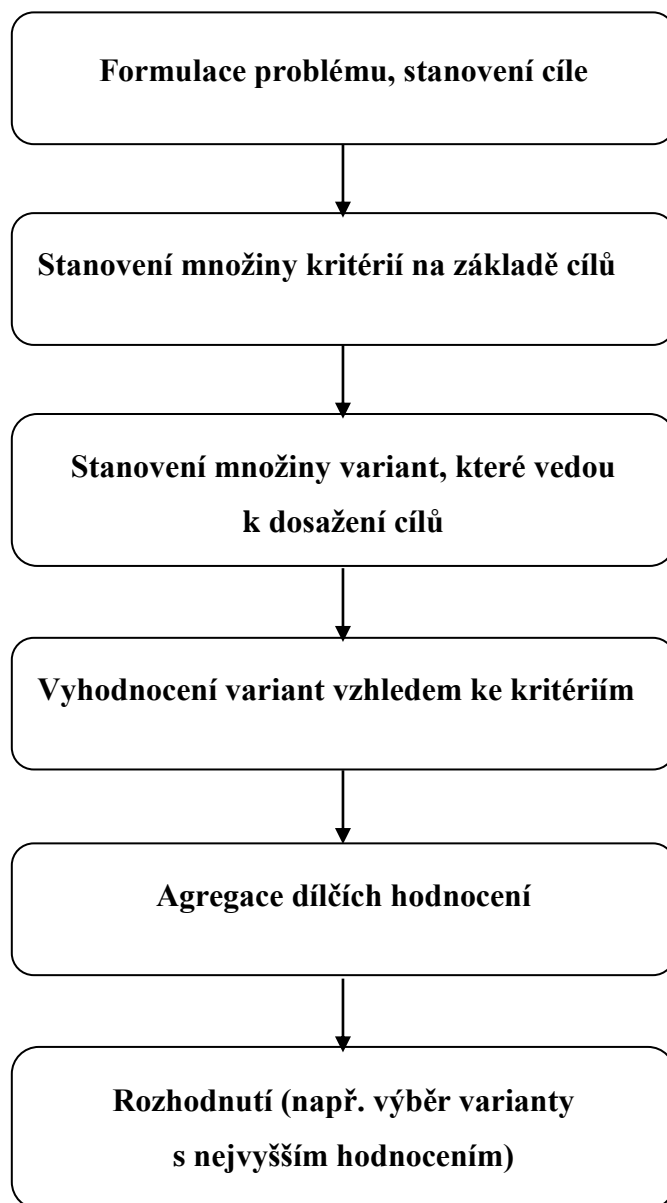 Formulace problému, stanovení cíle
Stanovení množiny kritérií na základě cílů
Stanovení množiny variant, které vedou
k dosažení cílů
Vyhodnocení variant vzhledem ke kritériím
Agregace dílčích hodnocení
Rozhodnutí (např. výběr varianty
s nejvyšším hodnocením)